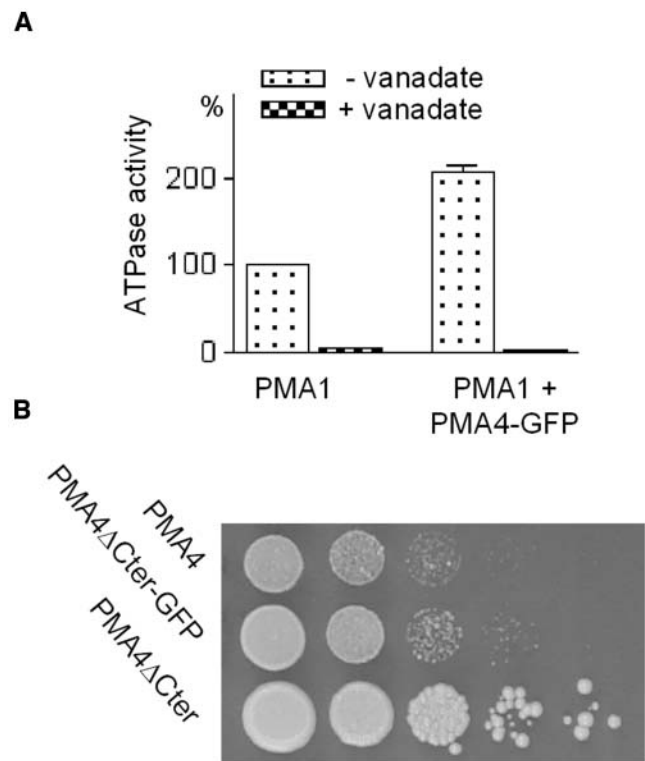 A
- vanadate
+ vanadate
%
ATPase activity
200
100
0
PMA1
PMA1 +
PMA4-GFP
B
PMA4
PMA4ΔCter-GFP
PMA4ΔCter